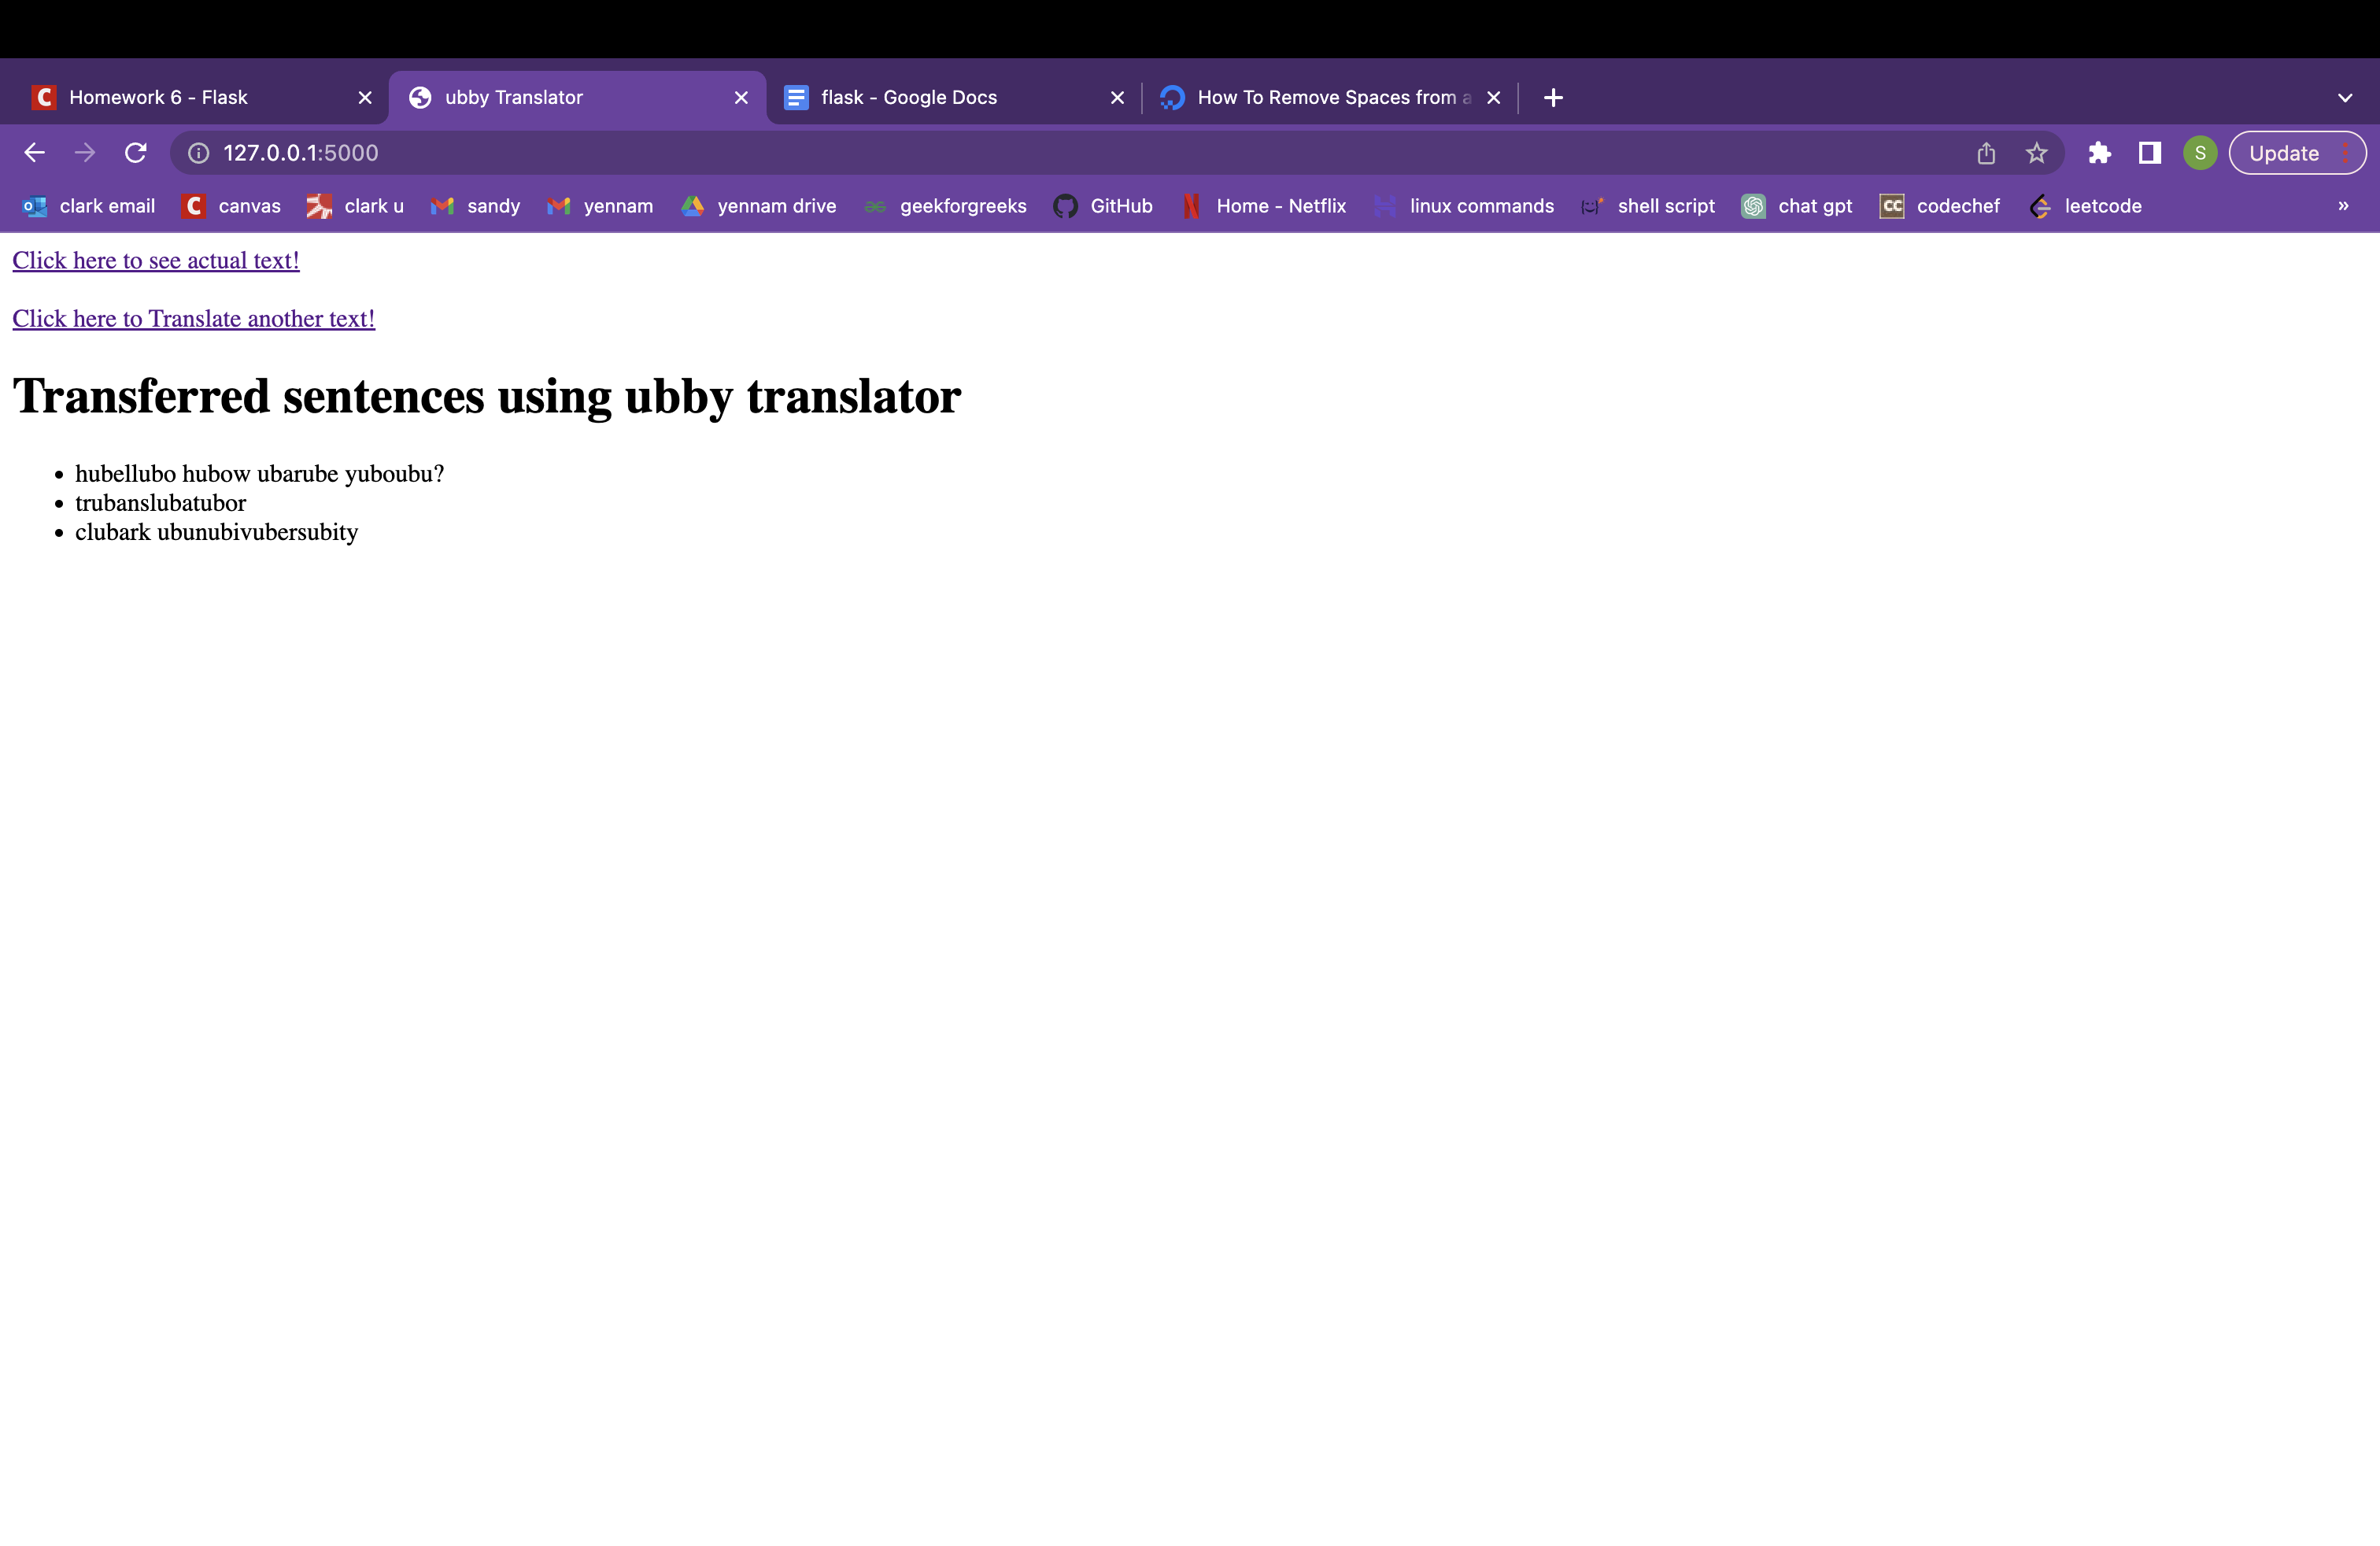 Homework 6 - Flask
ubby Translator
flask - Google Docs
How To Remove Spaces from a
127.0.0.1:5000
S
Update
clark email
canvas
clark u
sandy
yennam
yennam drive
geekforgreeks
GitHub
Home - Netflix
linux commands
shell script
chat gpt
codechef
leetcode
»
Click here to see actual text!
Click here to Translate another text!
Transferred sentences using ubby translator
• hubellubo hubow ubarube yuboubu?
• trubanslubatubor
• clubark ubunubivubersubity